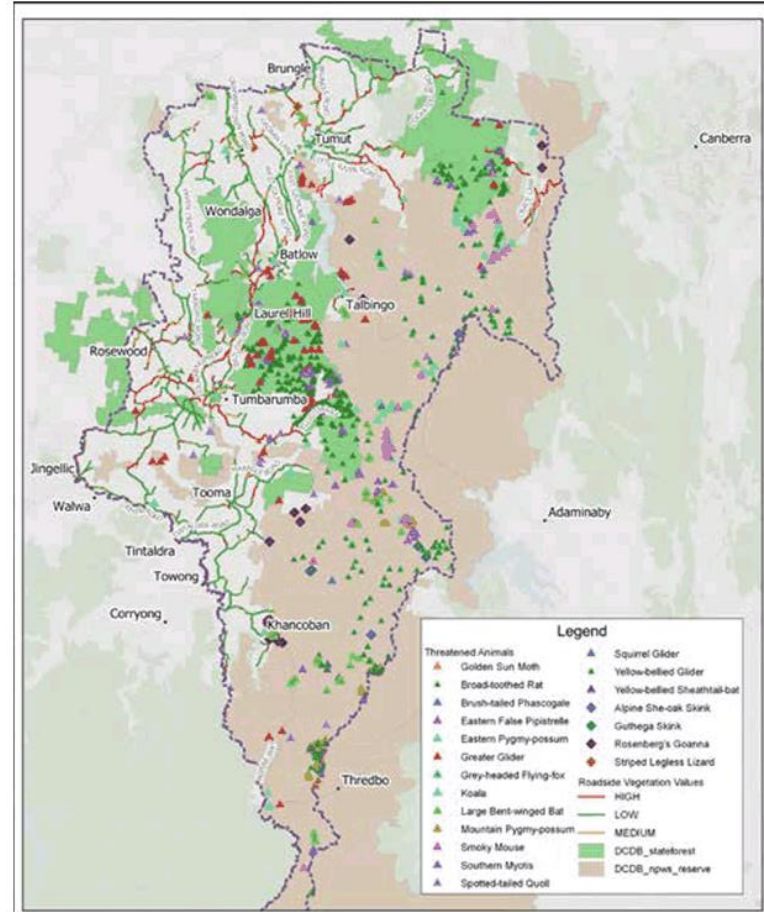 Brungle
Tumut
Canberra
Wondalga
Batlow
Talbingo
Laurel Hill
Rosewood
Tumbarumba
Jingellic
Walwa
Tooma
Adaminaby
Tintaldra
Towong
Corryong
Khancoban
Thredbo
Legend
Threatened Animals
Golden Sun Moth
Broad-toothed Rat
Brush-tailed Phascogale
Eastern False Pipistrelle
Eastern Pygmy-possum
Greater Glider
Grey-headed Flying-fox
Koala
Large Bent-winged Bat
Mountain Pygmy-possum
Smoky Mouse
Southern Myotis
Spotted-tailed Quoll
Squirrel Glider
Yellow-bellied Glider
Yellow-bellied Sheathtail-bat
Alpine She-oak Skink
Guthega Skink
Rosenberg's Goanna
Striped Legless Lizard
Roadside Vegetation Values
HIGH
LOW
MEDIUM
DCDB_stateforest
DCDB_npws_reserve